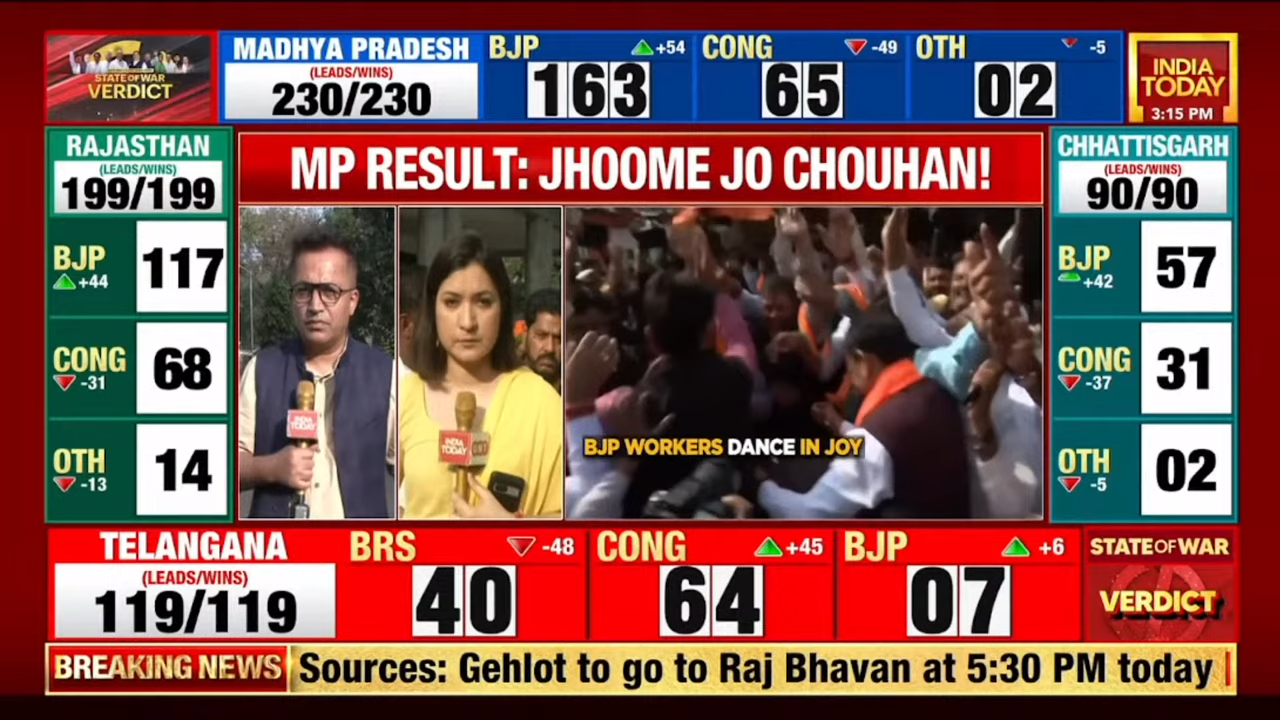 STATE OF WAR
VERDICT
MADHYA PRADESH
(LEADS/WINS)
230/230
BJP
+54
163
CONG
-49
65
OTH
-5
02
INDIA
TODAY
3:15 PM
RAJASTHAN
(LEADS/WINS)
199/199
BJP
+44
117
CONG
-31
68
OTH
-13
14
MP RESULT: JHOOME JO CHOUHAN!
INDIA
TODAY
INDIA
TODAY
BJP WORKERS DANCE IN JOY
CHHATTISGARH
(LEADS/WINS)
90/90
BJP
+42
57
CONG
-37
31
OTH
-5
02
TELANGANA
(LEADS/WINS)
119/119
BRS
-48
40
CONG
+45
64
BJP
+6
07
STATE OF WAR
VERDICT
BREAKING NEWS
Sources: Gehlot to go to Raj Bhavan at 5:30 PM today